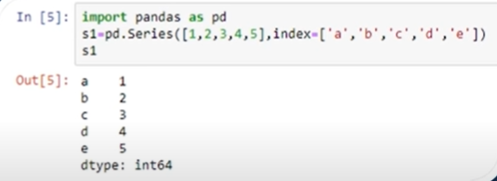 In [5]: import pandas as pd
s1=pd.Series([1,2,3,4,5],index=['a','b','c','d','e'])
s1
Out[5]: a 1
b 2
c 3
d 4
e 5
dtype: int64